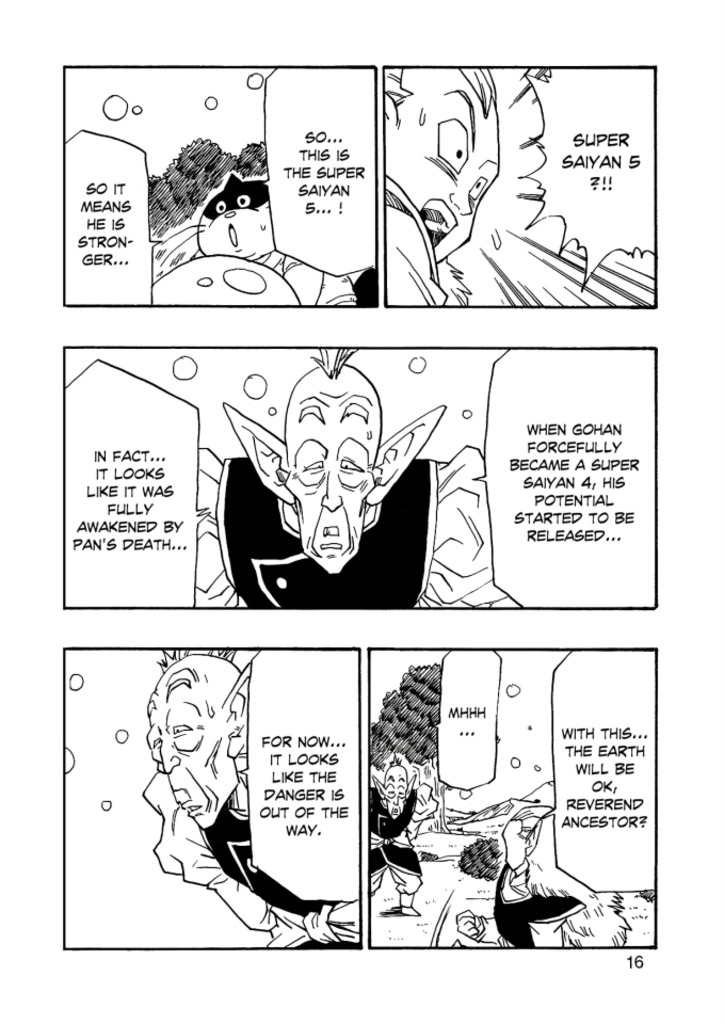 SUPER
SAIYAN 5
?!!
SO...
THIS IS
THE SUPER
SAIYAN
5... !
SO IT
MEANS
HE IS
STRON-
GER...
WHEN GOHAN
FORCEFULLY
BECAME A SUPER
SAIYAN 4, HIS
POTENTIAL
STARTED TO BE
RELEASED...
IN FACT...
IT LOOKS
LIKE IT WAS
FULLY
AWAKENED BY
PAN'S DEATH...
WITH THIS...
THE EARTH
WILL BE
OK,
REVEREND
ANCESTOR?
MHHH
...
FOR NOW...
IT LOOKS
LIKE THE
DANGER IS
OUT OF THE
WAY.
16